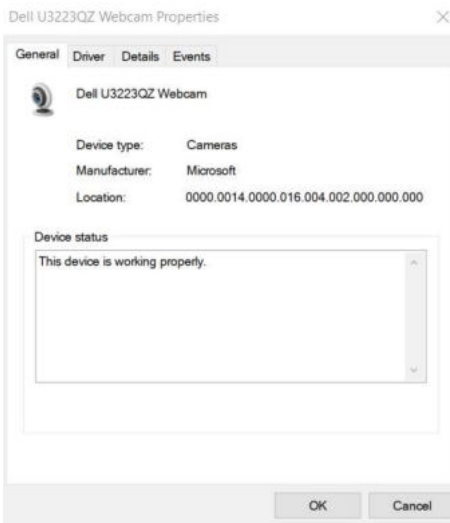 Dell U3223QZ Webcam Properties
General Driver Details Events
Dell U3223QZ Webcam
Device type: Cameras
Manufacturer: Microsoft
Location: 0000.0014.0000.016.004.002.000.000.000
Device status
This device is working properly.
OK Cancel